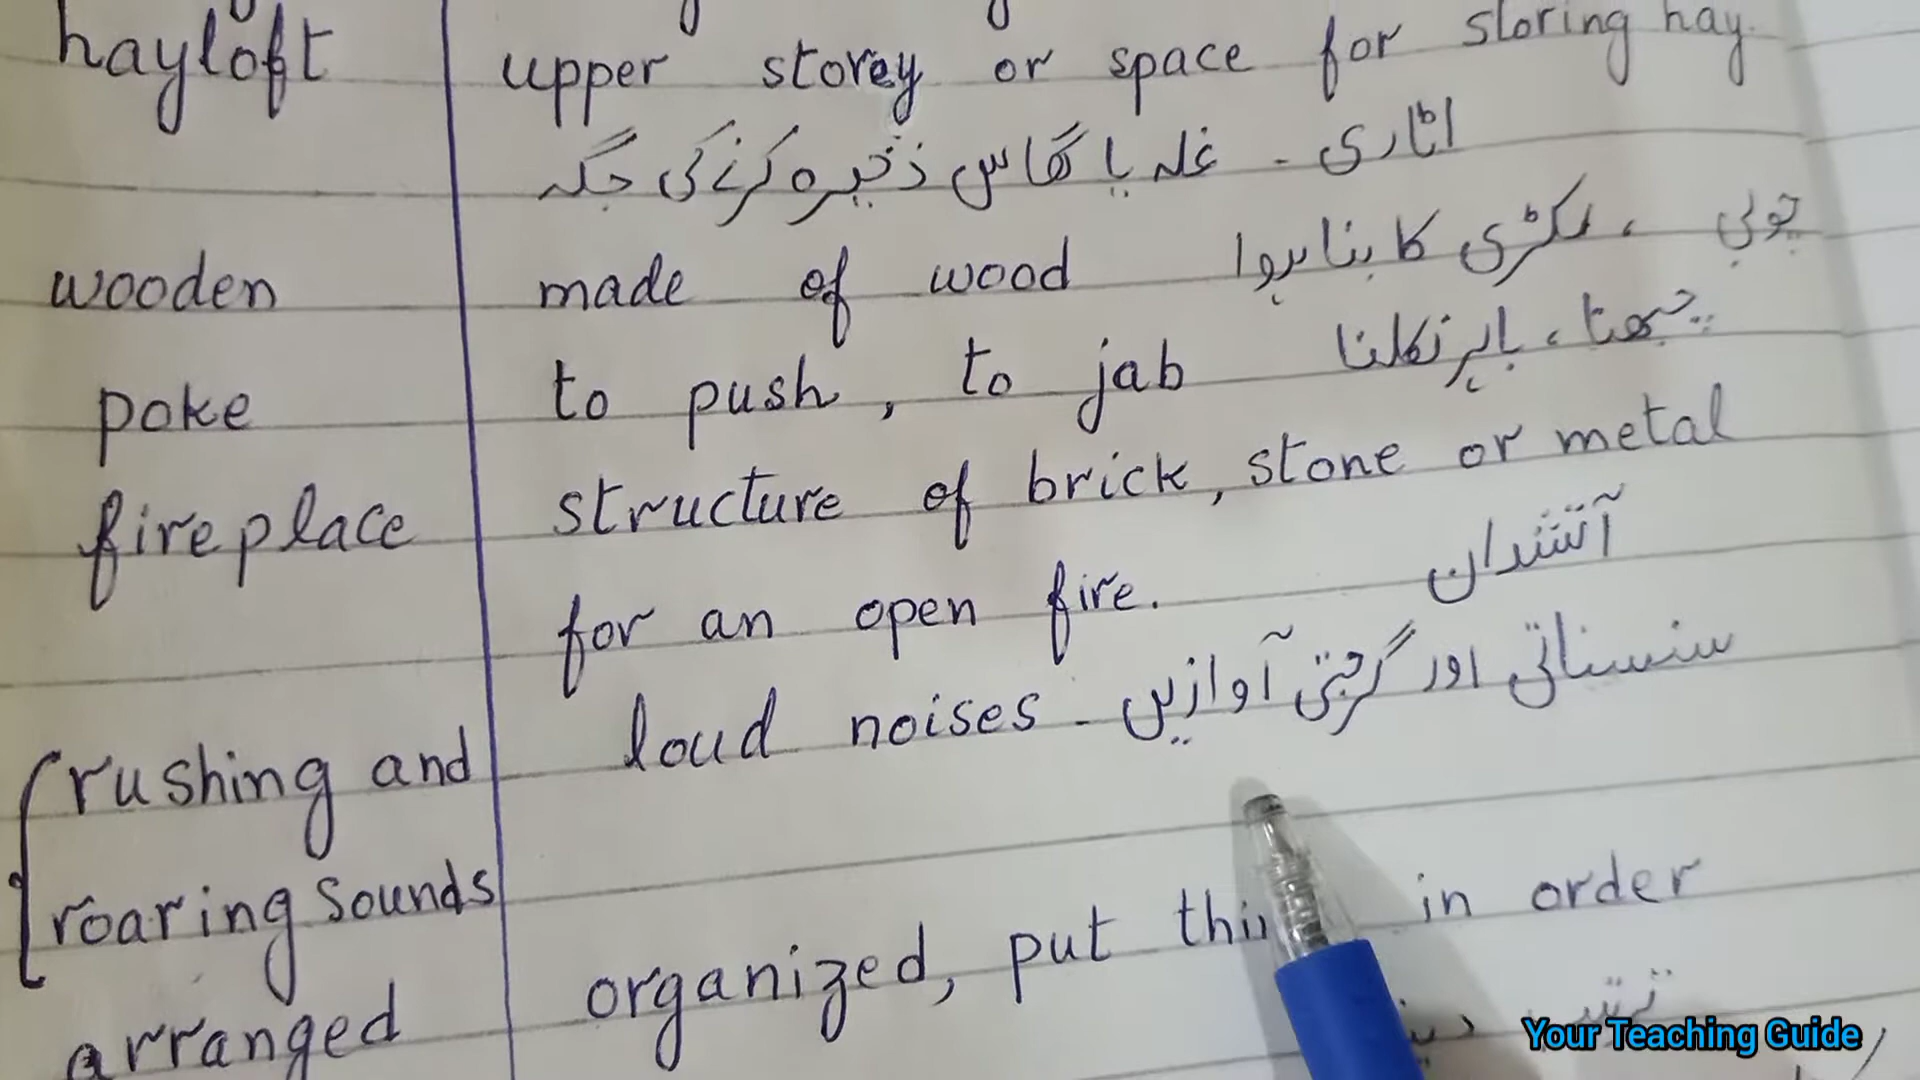 hayloft upper storey or space for storing hay.
اٹاری ۔ غلہ یا گھاس ذخیرہ کرنے کی جگہ
wooden made of wood چوبی ، لکڑی کا بنا ہوا
poke to push, to jab چبھنا ، باہر نکلنا
fireplace structure of brick, stone or metal
for an open fire. آتشدان
rushing and loud noises - سنسناتی اور گرجتی آوازیں
roaring sounds
arranged organized, put in order
ترتیب
Your Teaching Guide